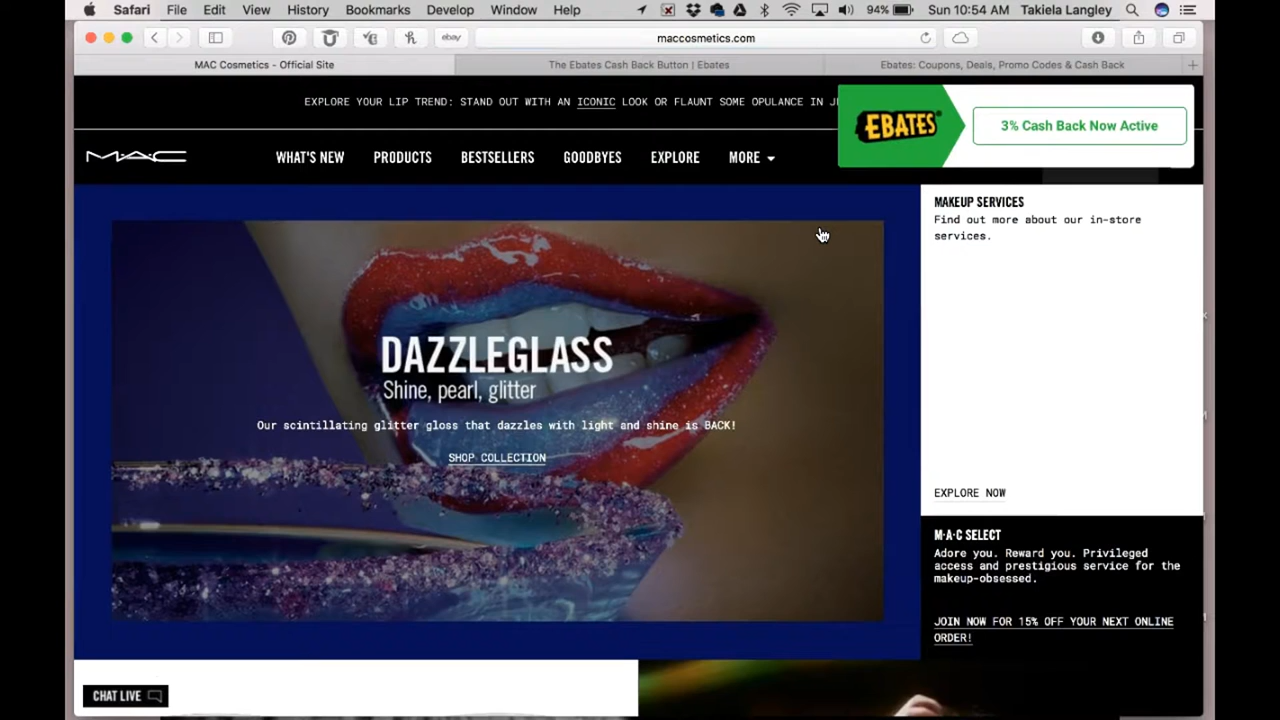 Safari File Edit View History Bookmarks Develop Window Help 94% Sun 10:54 AM Takiela Langley
ebay maccosmetics.com
MAC Cosmetics - Official Site The Ebates Cash Back Button | Ebates Ebates: Coupons, Deals, Promo Codes & Cash Back
EXPLORE YOUR LIP TREND: STAND OUT WITH AN ICONIC LOOK OR FLAUNT SOME OPULANCE IN
EBATES 3% Cash Back Now Active
MAC WHAT'S NEW PRODUCTS BESTSELLERS GOODBYES EXPLORE MORE
MAKEUP SERVICES
Find out more about our in-store
services.
DAZZLEGLASS
Shine, pearl, glitter
Our scintillating glitter gloss that dazzles with light and shine is BACK!
SHOP COLLECTION
EXPLORE NOW
M·A·C SELECT
Adore you. Reward you. Privileged
access and prestigious service for the
makeup-obsessed.
JOIN NOW FOR 15% OFF YOUR NEXT ONLINE
ORDER!
CHAT LIVE